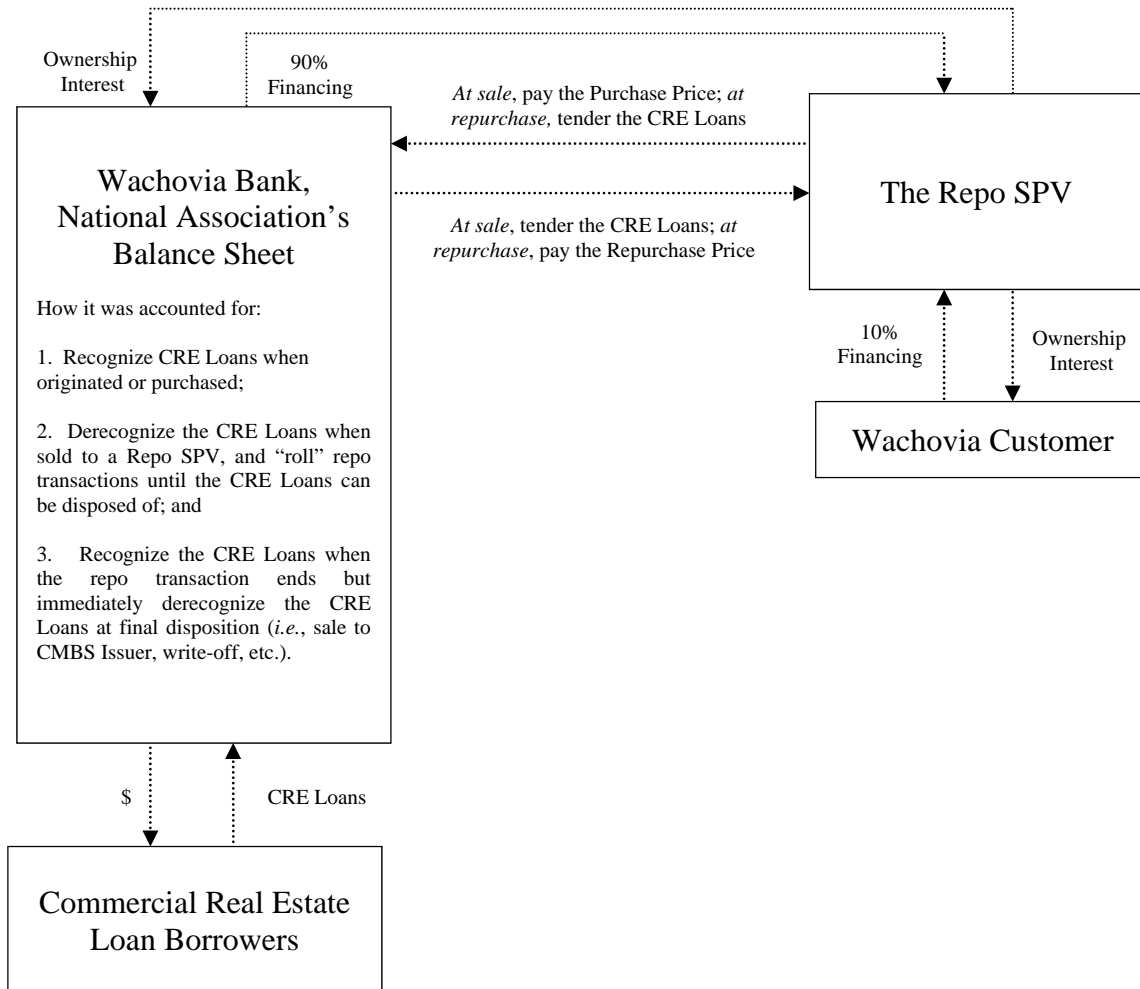 Ownership
Interest
90%
Financing
At sale, pay the Purchase Price; at
repurchase, tender the CRE Loans
Wachovia Bank,
National Association’s
Balance Sheet
The Repo SPV
At sale, tender the CRE Loans; at
repurchase, pay the Repurchase Price
How it was accounted for:
1. Recognize CRE Loans when
originated or purchased;
2. Derecognize the CRE Loans when
sold to a Repo SPV, and “roll” repo
transactions until the CRE Loans can
be disposed of; and
3. Recognize the CRE Loans when
the repo transaction ends but
immediately derecognize the CRE
Loans at final disposition (i.e., sale to
CMBS Issuer, write-off, etc.).
10%
Financing
Ownership
Interest
Wachovia Customer
$
CRE Loans
Commercial Real Estate
Loan Borrowers